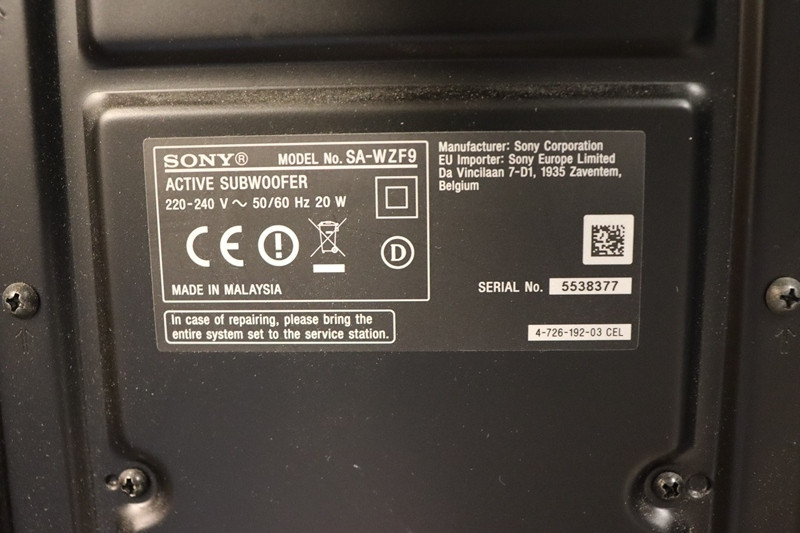 SONY® MODEL No. SA-WZF9
ACTIVE SUBWOOFER
220-240 V ～ 50/60 Hz 20 W
CE
D
MADE IN MALAYSIA
In case of repairing, please bring the
entire system set to the service station.
Manufacturer: Sony Corporation
EU Importer: Sony Europe Limited
Da Vincilaan 7-D1, 1935 Zaventem,
Belgium
SERIAL No. 5538377
4-726-192-03 CEL